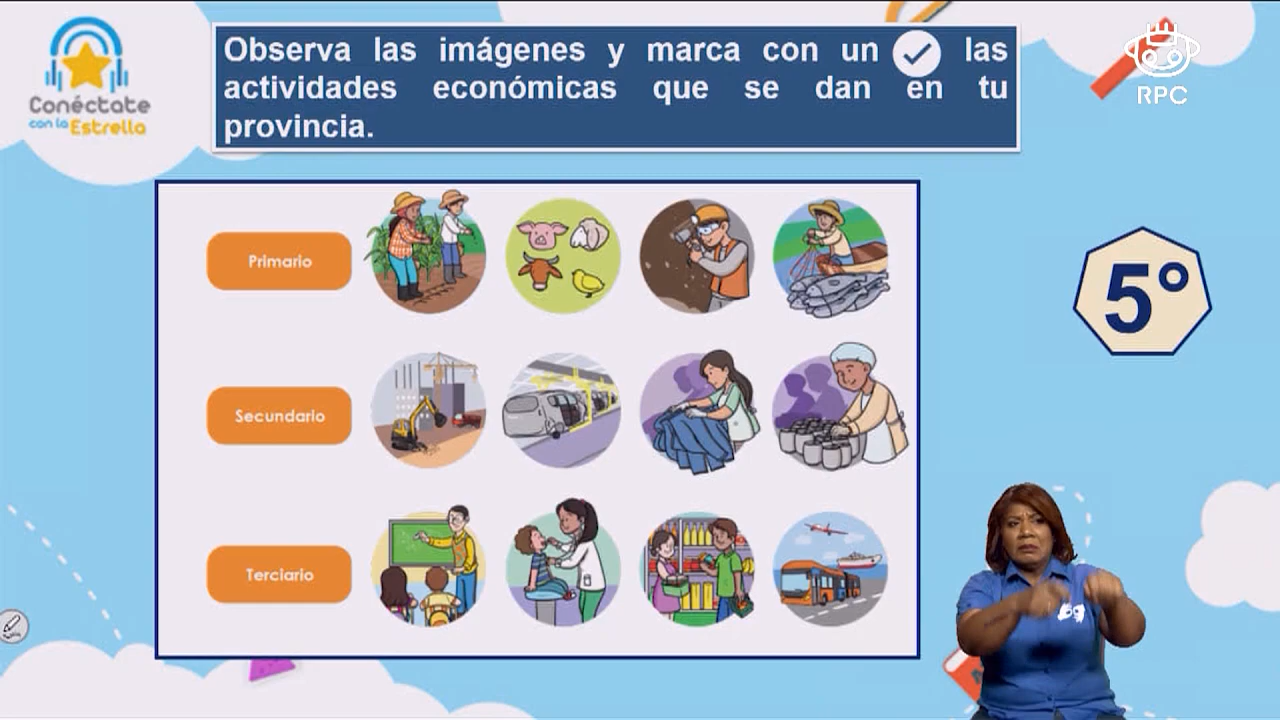 Conéctate
con la Estrella
Observa las imágenes y marca con un las
actividades económicas que se dan en tu
provincia.
RPC
Primario
5°
Secundario
Terciario